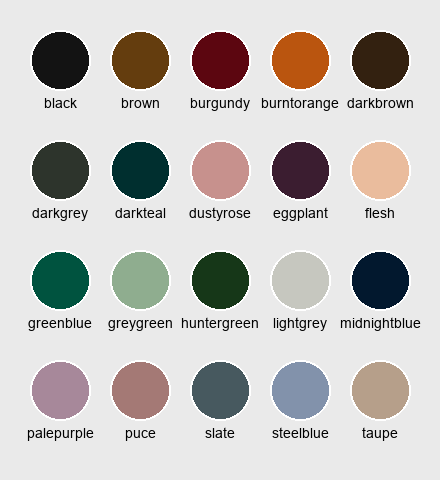 black brown burgundy burntorange darkbrown
darkgrey darkteal dustyrose eggplant flesh
greenblue greygreen huntergreen lightgrey midnightblue
palepurple puce slate steelblue taupe